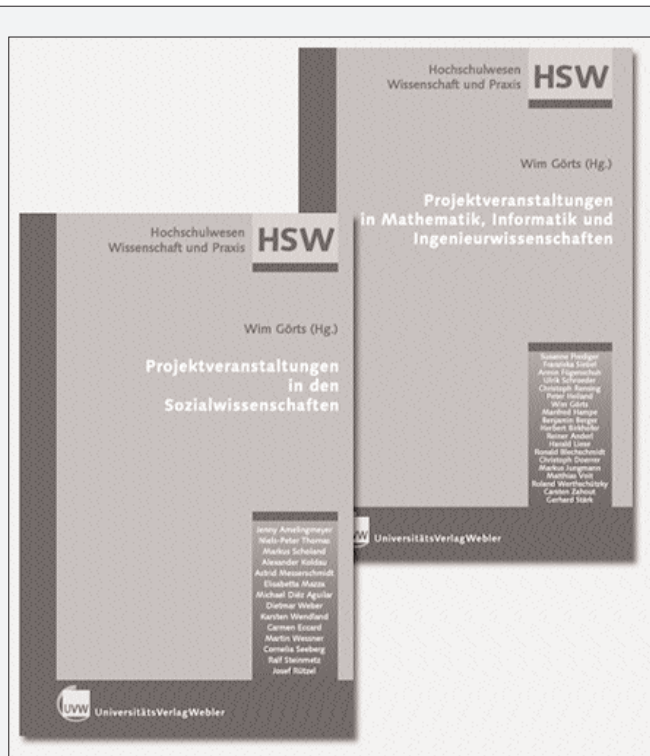 Hochschulwesen
Wissenschaft und Praxis
HSW
Wim Görts (Hg.)
Projektveranstaltungen
in Mathematik, Informatik und
Ingenieurwissenschaften
Susanne Prediger
Franziska Siebel
Armin Fügenschuh
Ulrik Schroeder
Christoph Rensing
Peter Heiland
Wim Görts
Manfred Hampe
Benjamin Berger
Herbert Birkhofer
Reiner Anderl
Harald Liese
Ronald Blechschmidt
Christoph Doerrer
Markus Jungmann
Matthias Voit
Roland Werthschützky
Carsten Zahout
Gerhard Stärk
UniversitätsVerlagWebler
Hochschulwesen
Wissenschaft und Praxis
HSW
Wim Görts (Hg.)
Projektveranstaltungen
in den
Sozialwissenschaften
Jenny Amelingmeyer
Niels-Peter Thomas
Markus Scholand
Alexander Koldau
Astrid Messerschmidt
Elisabetta Mazza
Michael Diéz Aguilar
Dietmar Weber
Karsten Wendland
Carmen Eccard
Martin Wessner
Cornelia Seeberg
Ralf Steinmetz
Josef Rützel
UVW
UniversitätsVerlagWebler